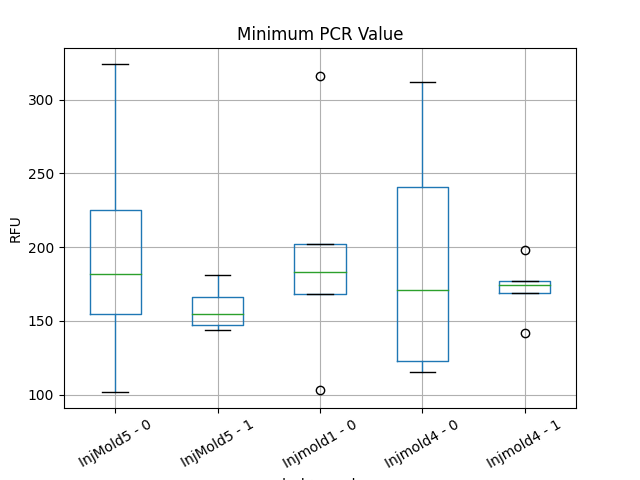 Minimum PCR Value
RFU
300
250
200
150
100
InjMold5 - 0
InjMold5 - 1
Injmold1 - 0
Injmold4 - 0
Injmold4 - 1